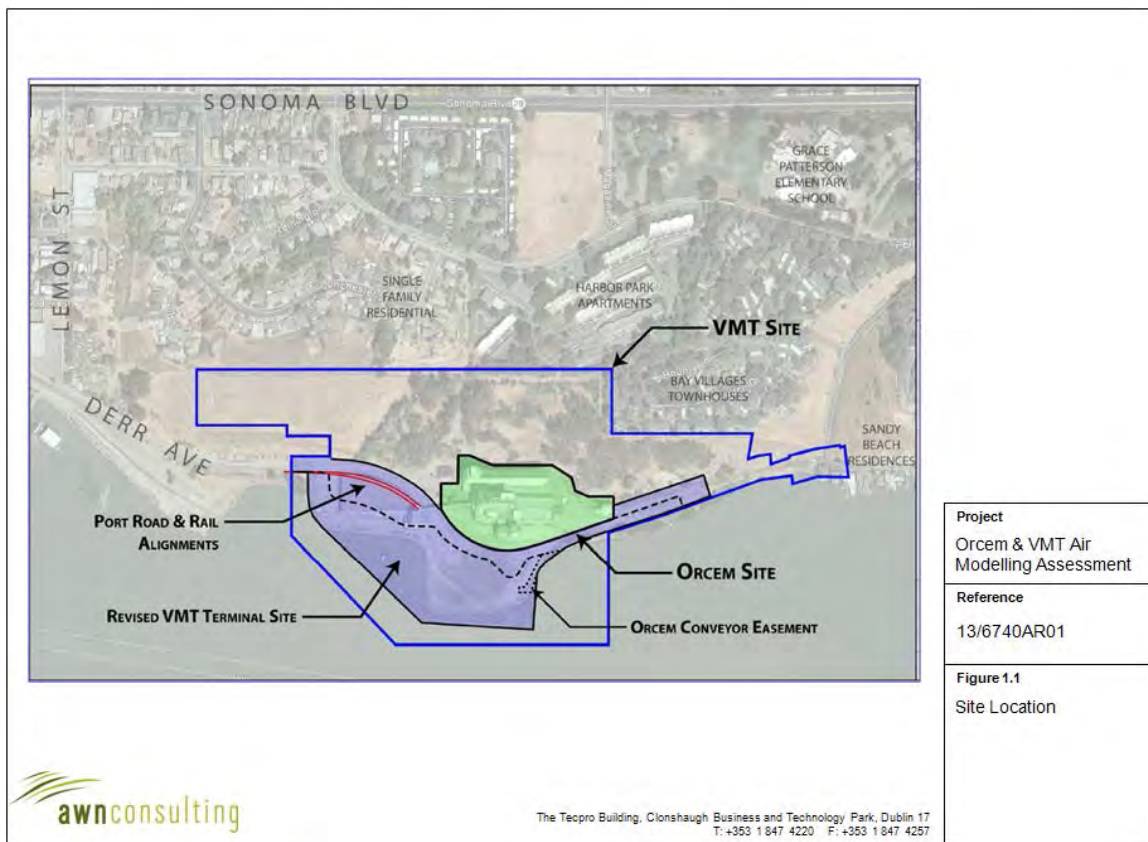 SONOMA BLVD
Sonoma Blvd
29
LEMON ST
GRACE
PATTERSON
ELEMENTARY
SCHOOL
SINGLE
FAMILY
RESIDENTIAL
HARBOR PARK
APARTMENTS
VMT SITE
BAY VILLAGES
TOWNHOUSES
DERR AVE
SANDY
BEACH
RESIDENCES
PORT ROAD & RAIL
ALIGNMENTS
ORCEM SITE
REVISED VMT TERMINAL SITE
ORCEM CONVEYOR EASEMENT
Project
Orcem & VMT Air
Modelling Assessment
Reference
13/6740AR01
Figure 1.1
Site Location
awnconsulting
The Tecpro Building, Clonshaugh Business and Technology Park, Dublin 17
T: +353 1 847 4220 F: +353 1 847 4257